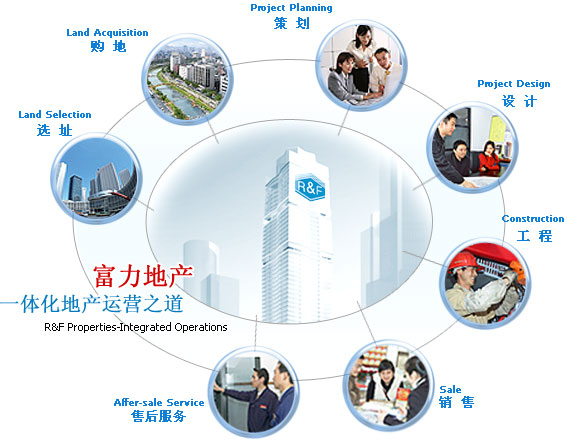 Project Planning
策 划
Land Acquisition
购 地
Project Design
设 计
Land Selection
选 址
R&F
Construction
工 程
富力地产
一体化地产运营之道
R&F Properties-Integrated Operations
Sale
销 售
Affer-sale Service
售后服务